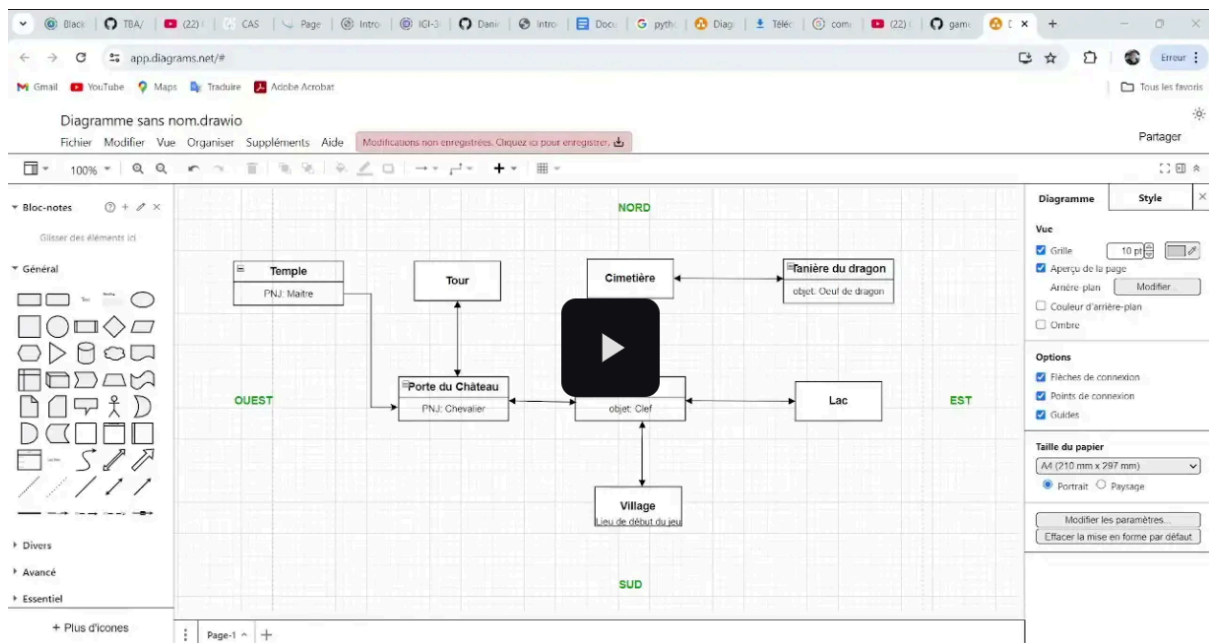 Black TBA/ (22) CAS Page Intro IGI-3 Dani Intro Docu pytho Diag Téléc com (22) game
app.diagrams.net/# Erreur
Gmail YouTube Maps Traduire Adobe Acrobat Tous les favoris
Diagramme sans nom.drawio
Fichier Modifier Vue Organiser Suppléments Aide Modifications non enregistrées. Cliquez ici pour enregistrer. Partager
100%
Bloc-notes
Glisser des éléments ici
Général
Divers
Avancé
Essentiel
+ Plus d'icones
NORD
Temple
PNJ: Maitre
Tour
Cimetière
Tanière du dragon
objet: Oeuf de dragon
OUEST
Porte du Château
PNJ: Chevalier
objet: Clef
Lac
EST
Village
Lieu de début du jeu
SUD
Page-1
Diagramme Style
Vue
Grille 10 pt
Aperçu de la page
Arrière-plan Modifier...
Couleur d'arrière-plan
Ombre
Options
Flèches de connexion
Points de connexion
Guides
Taille du papier
A4 (210 mm x 297 mm)
Portrait Paysage
Modifier les paramètres...
Effacer la mise en forme par défaut